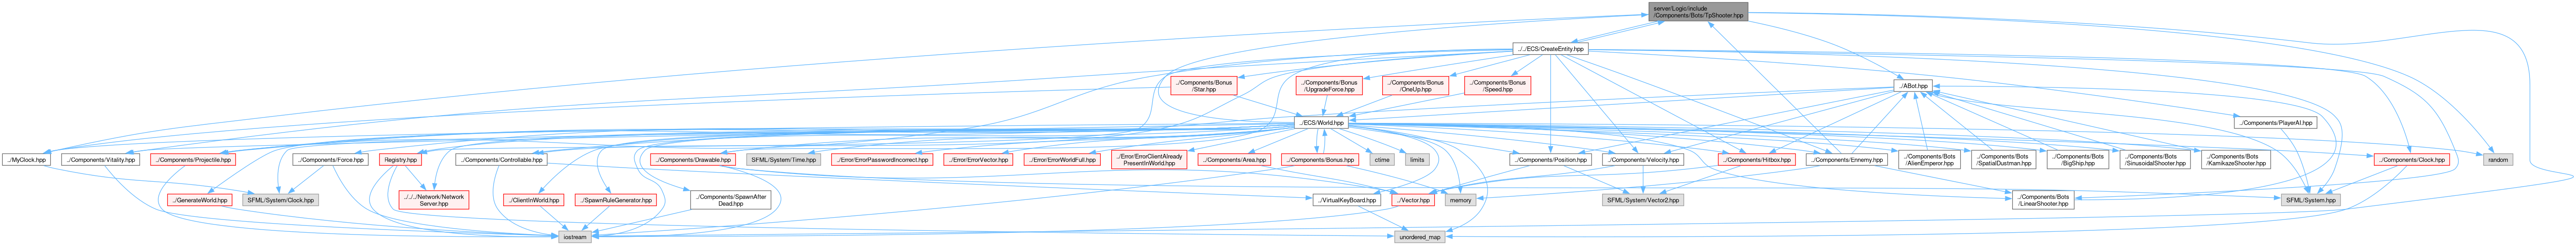 server/Logic/include
/Components/Bots/TpShooter.hpp
../../ECS/CreateEntity.hpp
../Components/Bonus
/Star.hpp
../Components/Bonus
/UpgradeForce.hpp
../Components/Bonus
/OneUp.hpp
../Components/Bonus
/Speed.hpp
../ABot.hpp
../ECS/World.hpp
../Components/PlayerAI.hpp
../MyClock.hpp
../Components/Vitality.hpp
../Components/Projectile.hpp
../Components/Force.hpp
Registry.hpp
../Components/Controllable.hpp
../Components/Drawable.hpp
SFML/System/Time.hpp
../Error/ErrorPasswordIncorrect.hpp
../Error/ErrorVector.hpp
../Error/ErrorWorldFull.hpp
../Error/ErrorClientAlready
PresentInWorld.hpp
../Components/Area.hpp
../Components/Bonus.hpp
ctime
limits
../Components/Position.hpp
../Components/Velocity.hpp
../Components/Hitbox.hpp
../Components/Ennemy.hpp
../Components/Bots
/AlienEmperor.hpp
../Components/Bots
/SpatialDustman.hpp
../Components/Bots
/BigShip.hpp
../Components/Bots
/SinusoidalShooter.hpp
../Components/Bots
/KamikazeShooter.hpp
../Components/Clock.hpp
random
../GenerateWorld.hpp
SFML/System/Clock.hpp
../../../Network/Network
Server.hpp
../ClientInWorld.hpp
../SpawnRuleGenerator.hpp
../Components/SpawnAfter
Dead.hpp
../VirtualKeyBoard.hpp
../Vector.hpp
memory
SFML/System/Vector2.hpp
../Components/Bots
/LinearShooter.hpp
SFML/System.hpp
iostream
unordered_map